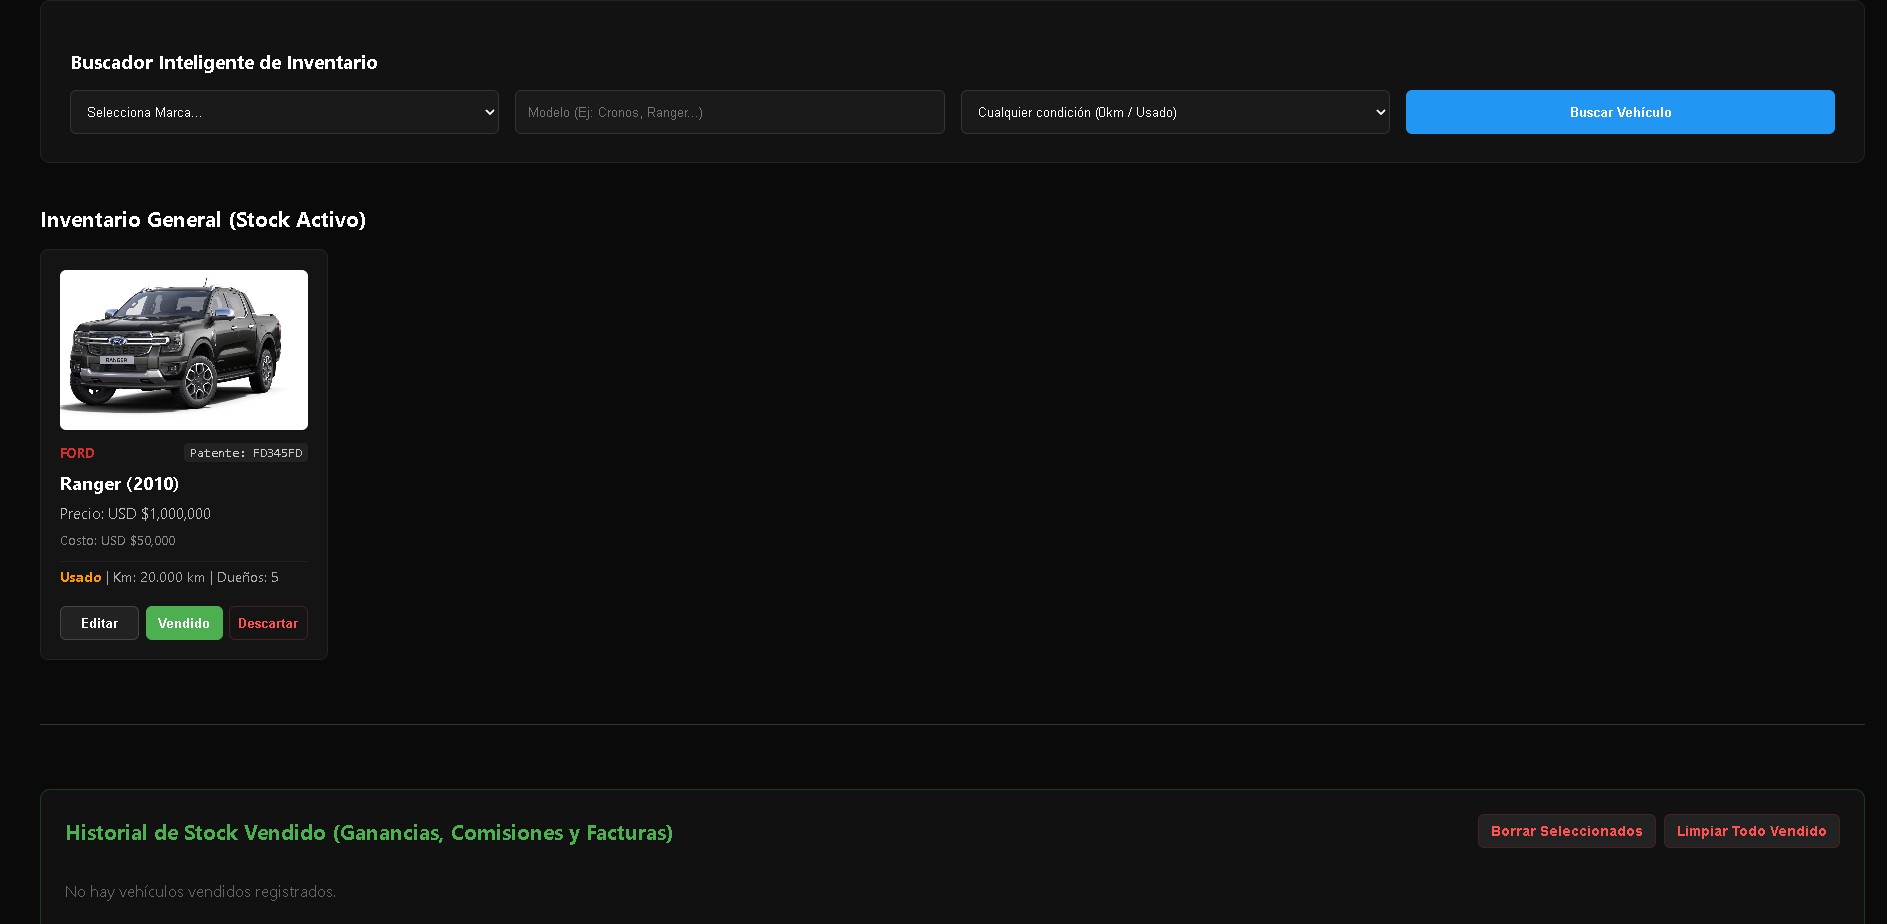 Buscador Inteligente de Inventario
Selecciona Marca...
Modelo (Ej: Cronos, Ranger...)
Cualquier condición (0km / Usado)
Buscar Vehículo
Inventario General (Stock Activo)
RANGER
FORD
Patente: FD345FD
Ranger (2010)
Precio: USD $1,000,000
Costo: USD $50,000
Usado | Km: 20.000 km | Dueños: 5
Editar
Vendido
Descartar
Historial de Stock Vendido (Ganancias, Comisiones y Facturas)
Borrar Seleccionados
Limpiar Todo Vendido
No hay vehículos vendidos registrados.